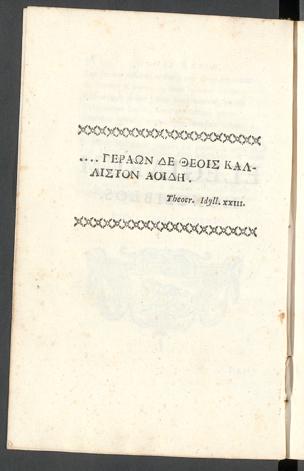 .... ΓΕΡΑΩΝ ΔΕ ΘΕΟΙΣ ΚΑΛ-
ΛΙΣΤΟΝ ΑΟΙΔΗ.
Theocr. Idyll. XXIII.